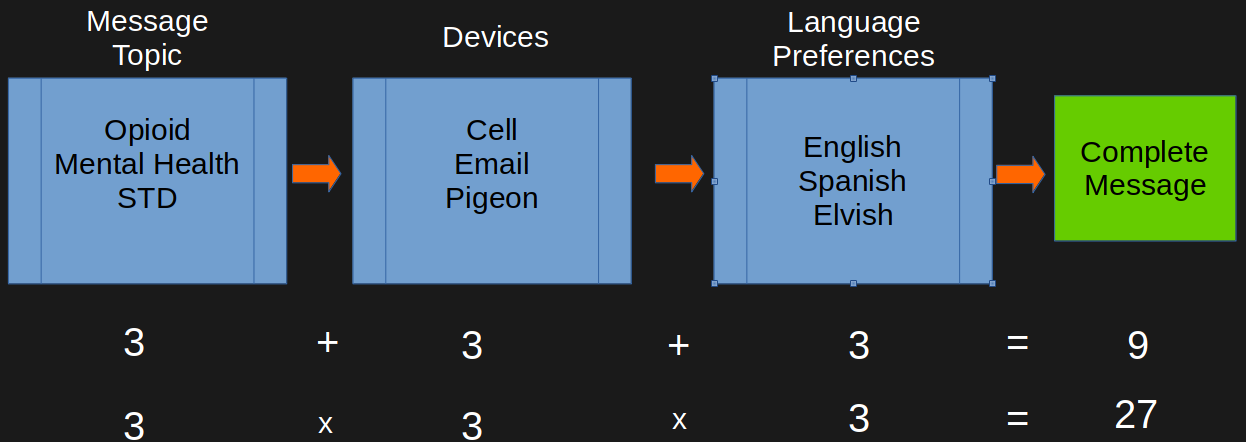 Message
Topic
Devices
Language
Preferences
Opioid
Mental Health
STD
Cell
Email
Pigeon
English
Spanish
Elvish
Complete
Message
3 + 3 + 3 = 9
3 x 3 x 3 = 27